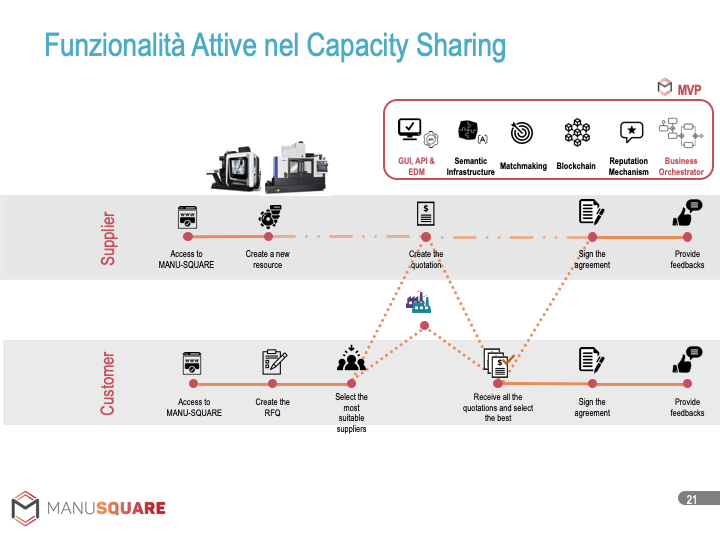 Funzionalità Attive nel Capacity Sharing
MVP
API
{A}
GUI, API &
EDM
Semantic
Infrastructure
Matchmaking
Blockchain
Reputation
Mechanism
Business
Orchestrator
Supplier
WWW
$
Access to
MANU-SQUARE
Create a new
resource
Create the
quotation
Sign the
agreement
Provide
feedbacks
Customer
WWW
$
Access to
MANU-SQUARE
Create the
RFQ
Select the
most
suitable
suppliers
Receive all the
quotations and select
the best
Sign the
agreement
Provide
feedbacks
21
MANUSQUARE